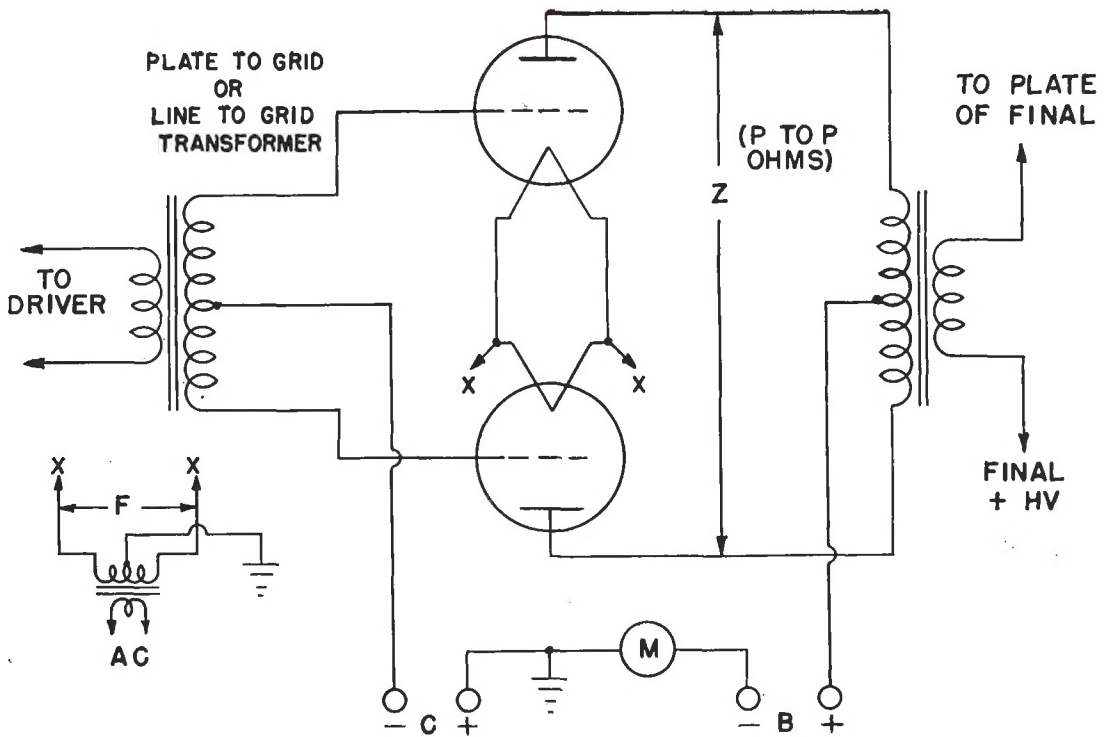 PLATE TO GRID
OR
LINE TO GRID
TRANSFORMER
TO
DRIVER
(P TO P
OHMS)
Z
TO PLATE
OF FINAL
FINAL
+ HV
X
X
X
X
F
AC
M
− C +
− B +